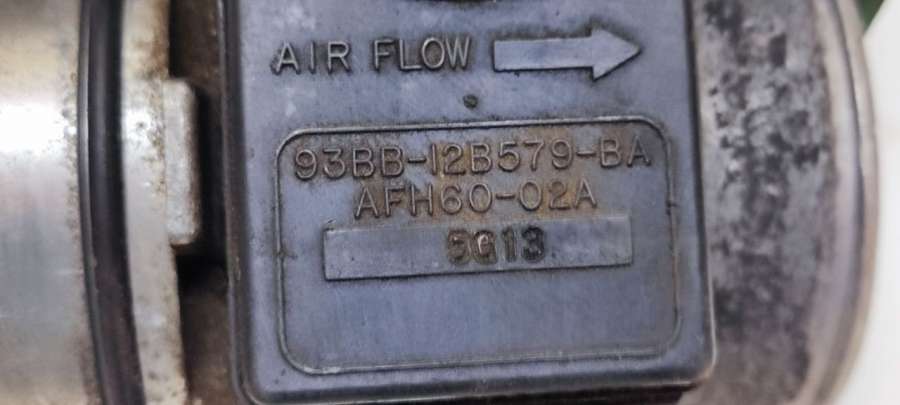 AIR FLOW
93BB-12B579-BA
AFH60-02A
5G13